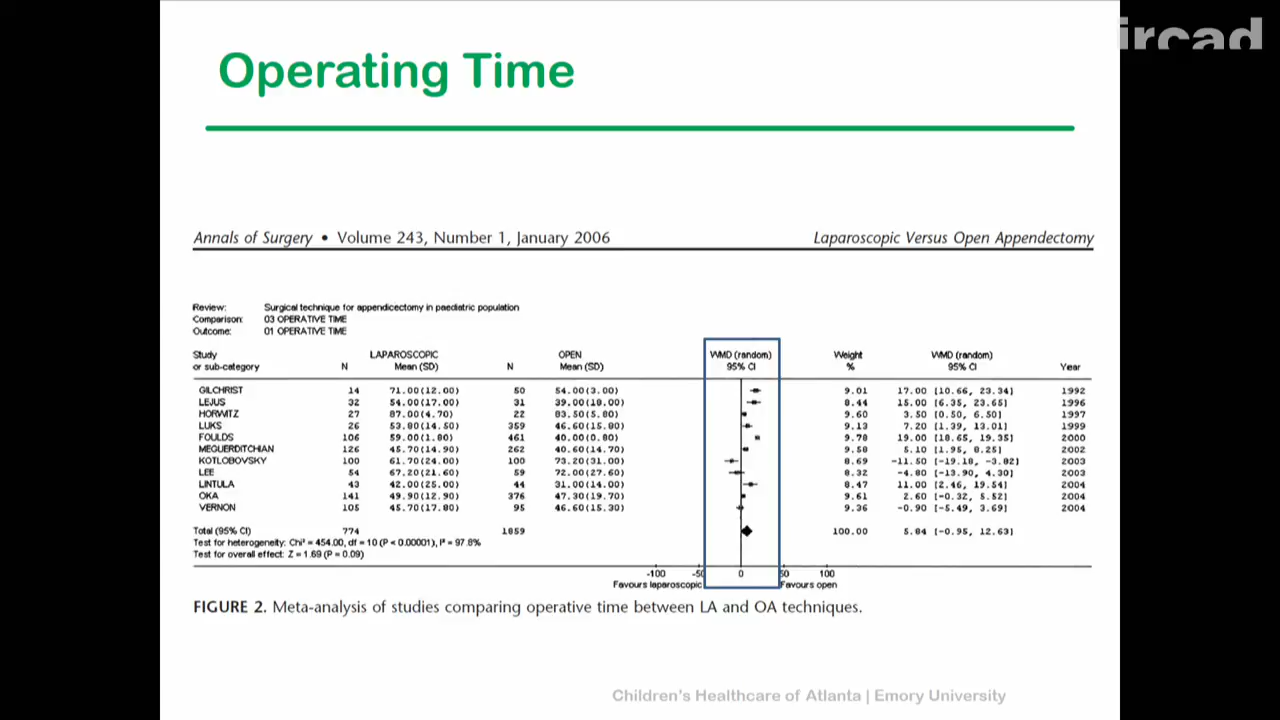 ircad
Operating Time
Annals of Surgery • Volume 243, Number 1, January 2006 Laparoscopic Versus Open Appendectomy
Review: Surgical technique for appendicectomy in paediatric population
Comparison: 03 OPERATIVE TIME
Outcome: 01 OPERATIVE TIME
Study LAPAROSCOPIC OPEN WMD (random) Weight WMD (random)
or sub-category N Mean (SD) N Mean (SD) 95% CI % 95% CI Year
GILCHRIST 14 71.00(12.00) 50 54.00(3.00) 9.01 17.00 [10.66, 23.34] 1992
LEJUS 32 54.00(17.00) 31 39.00(18.00) 8.44 15.00 [6.35, 23.65] 1996
HORWITZ 27 87.00(4.70) 22 83.50(5.80) 9.60 3.50 [0.50, 6.50] 1997
LUKS 26 53.80(14.50) 359 46.60(15.80) 9.13 7.20 [1.39, 13.01] 1999
FOULDS 106 59.00(1.80) 461 40.00(0.80) 9.78 19.00 [18.65, 19.35] 2000
MEGUERDITCHIAN 126 45.70(14.90) 262 40.60(14.70) 9.58 5.10 [1.95, 8.25] 2002
KOTLOBOVSKY 100 61.70(24.00) 100 73.20(31.00) 8.69 -11.50 [-19.18, -3.82] 2003
LEE 54 67.20(21.60) 59 72.00(27.60) 8.32 -4.80 [-13.90, 4.30] 2003
LINTULA 43 42.00(25.00) 44 31.00(14.00) 8.47 11.00 [2.46, 19.54] 2004
OKA 141 49.90(12.90) 376 47.30(19.70) 9.61 2.60 [-0.32, 5.52] 2004
VERNON 105 45.70(17.80) 95 46.60(15.30) 9.36 -0.90 [-5.49, 3.69] 2004
Total (95% CI) 774 1859 100.00 5.84 [-0.95, 12.63]
Test for heterogeneity: Chi² = 454.00, df = 10 (P < 0.00001), I² = 97.8%
Test for overall effect: Z = 1.69 (P = 0.09)
-100 -50 0 50 100
Favours laparoscopic Favours open
FIGURE 2. Meta-analysis of studies comparing operative time between LA and OA techniques.
Children's Healthcare of Atlanta | Emory University